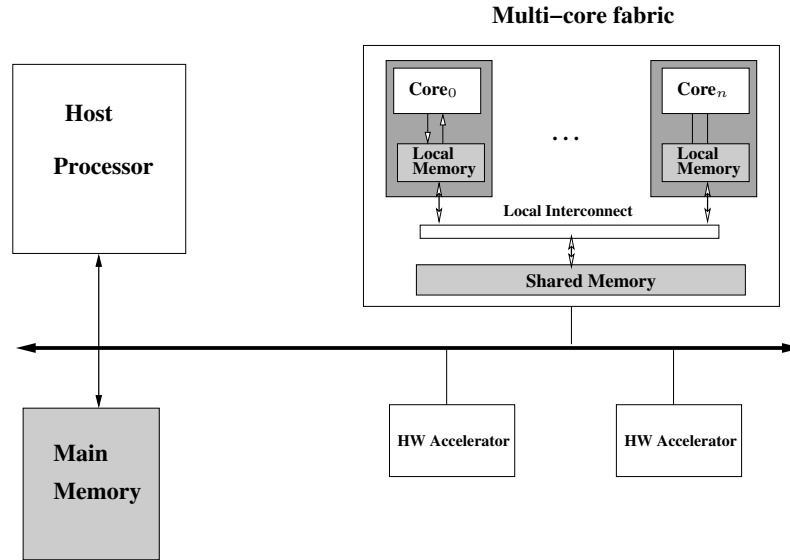 Multi−core fabric
Host
Processor
Core₀
Core𝑛
. . .
Local
Memory
Local
Memory
Local Interconnect
Shared Memory
HW Accelerator
HW Accelerator
Main
Memory